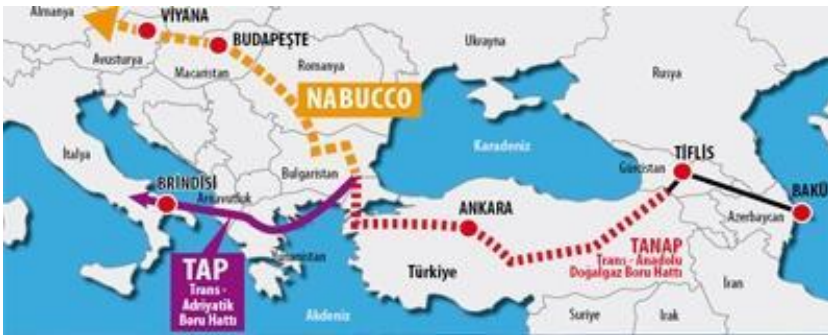 Almanya
VİYANA
BUDAPEŞTE
Avusturya
Macaristan
Romanya
Ukrayna
Rusya
NABUCCO
İtalya
Karadeniz
TİFLİS
Gürcistan
BRİNDİSİ
Arnavutluk
Bulgaristan
BAKÜ
ANKARA
Azerbaycan
TAP
Trans -
Adriyatik
Boru Hattı
Yunanistan
Türkiye
TANAP
Trans - Anadolu
Doğalgaz Boru Hattı
İran
Akdeniz
Suriye
Irak